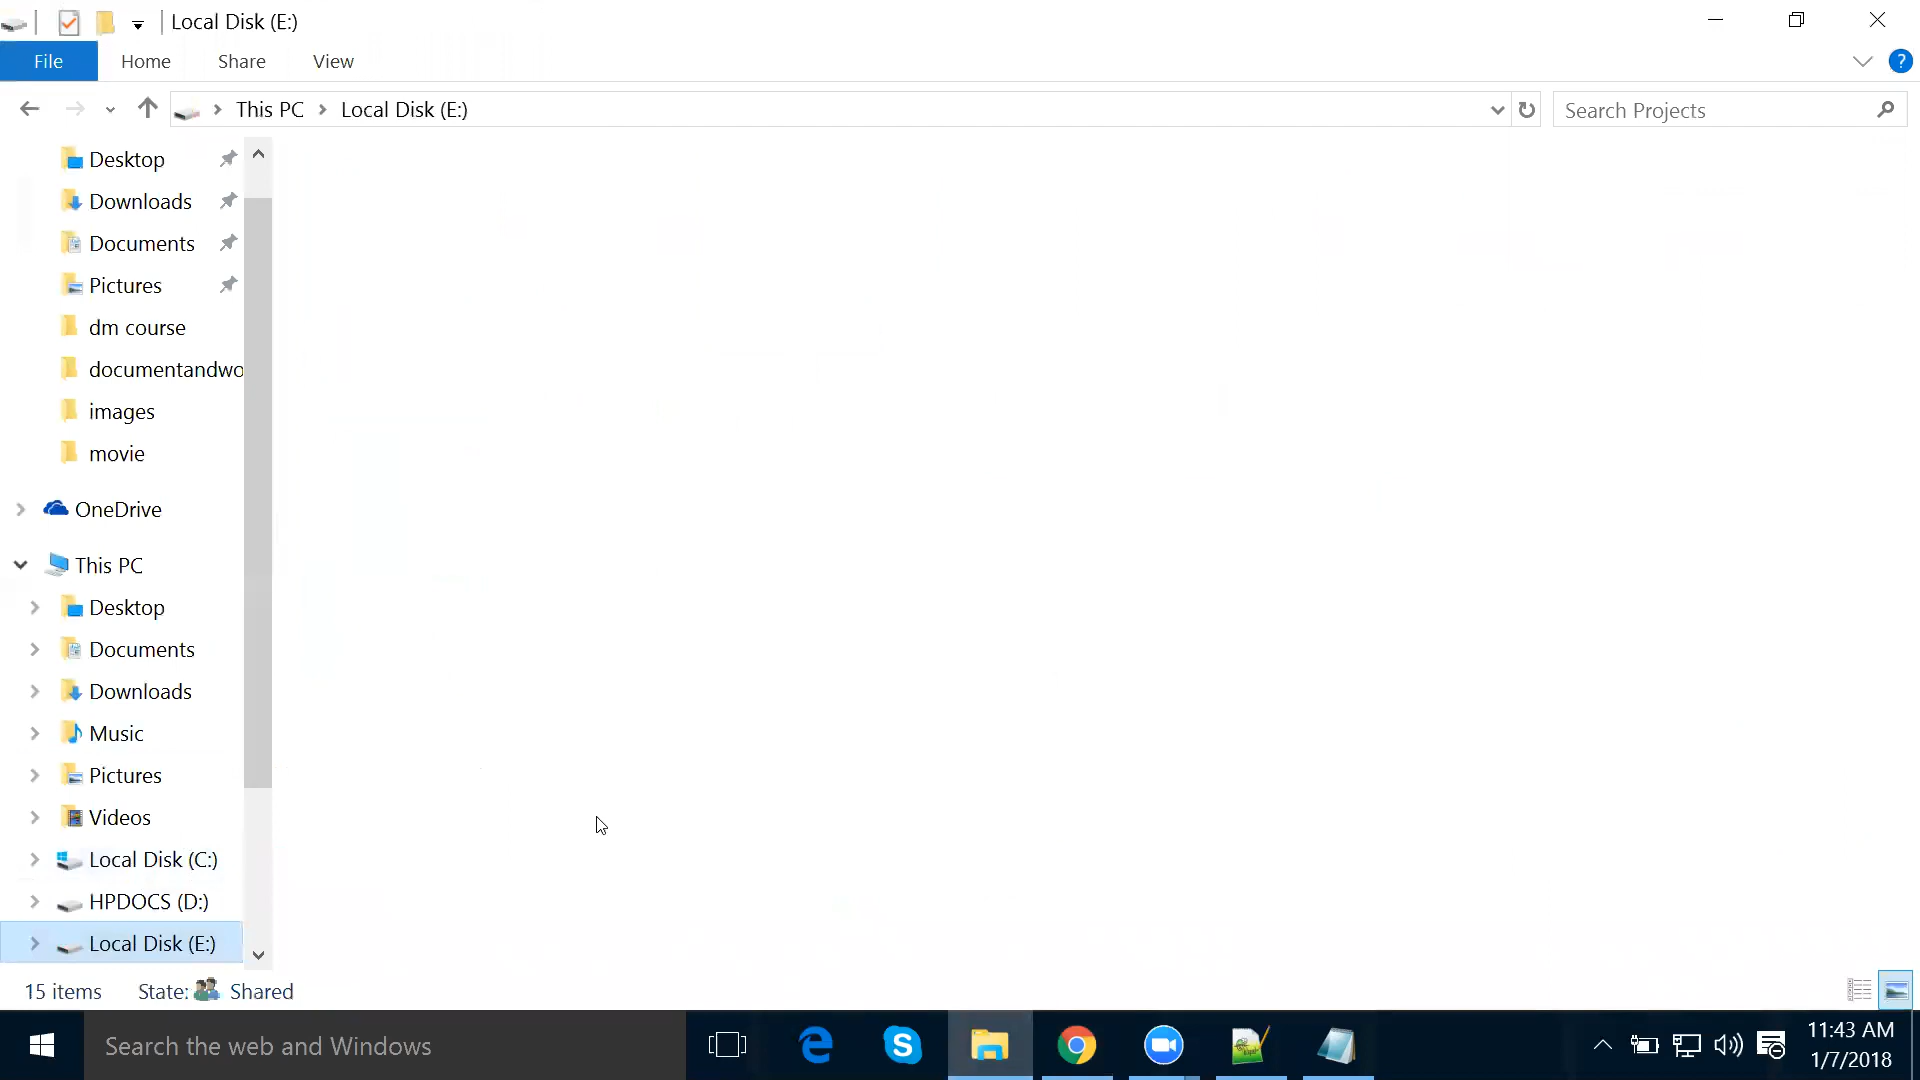 Local Disk (E:)
File Home Share View
?
This PC Local Disk (E:)
Search Projects
Desktop
Downloads
Documents
Pictures
dm course
documentandwo
images
movie
OneDrive
This PC
Desktop
Documents
Downloads
Music
Pictures
Videos
Local Disk (C:)
HPDOCS (D:)
Local Disk (E:)
15 items State: Shared
Search the web and Windows
11:43 AM
1/7/2018